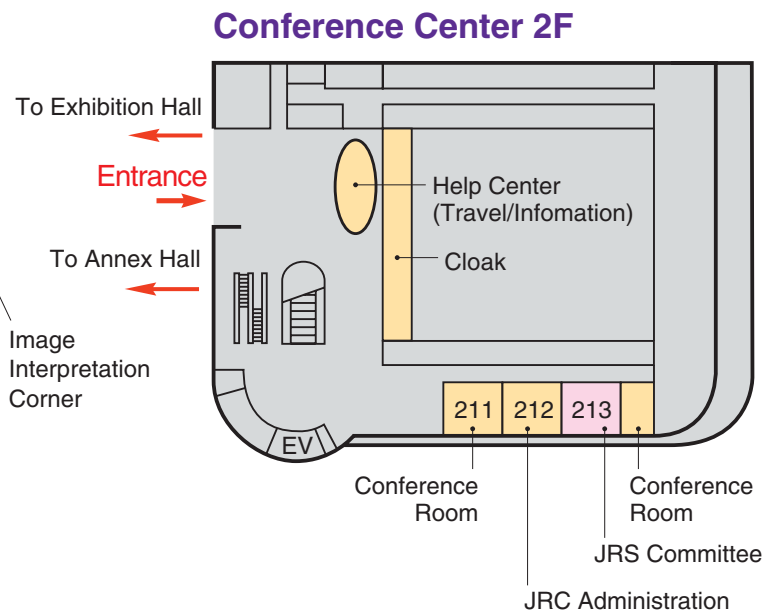 Conference Center 2F
To Exhibition Hall
Entrance
Help Center
(Travel/Infomation)
To Annex Hall
Cloak
Image
Interpretation
Corner
211
212
213
EV
Conference
Room
Conference
Room
JRS Committee
JRC Administration